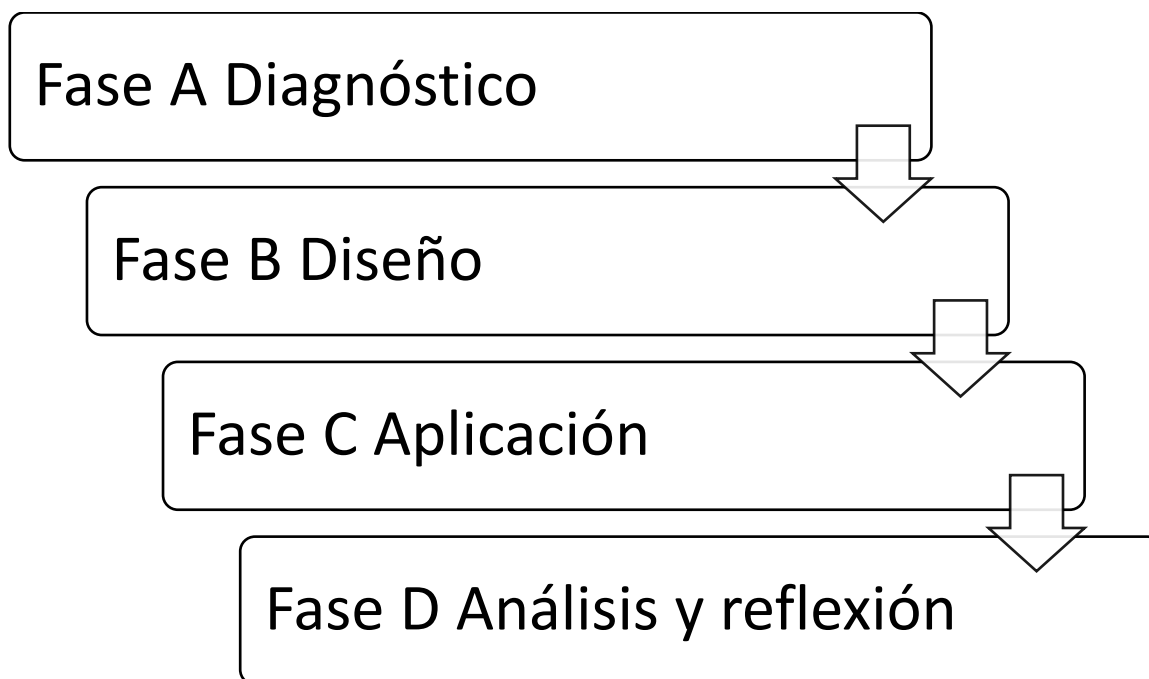 Fase A Diagnóstico
Fase B Diseño
Fase C Aplicación
Fase D Análisis y reflexión